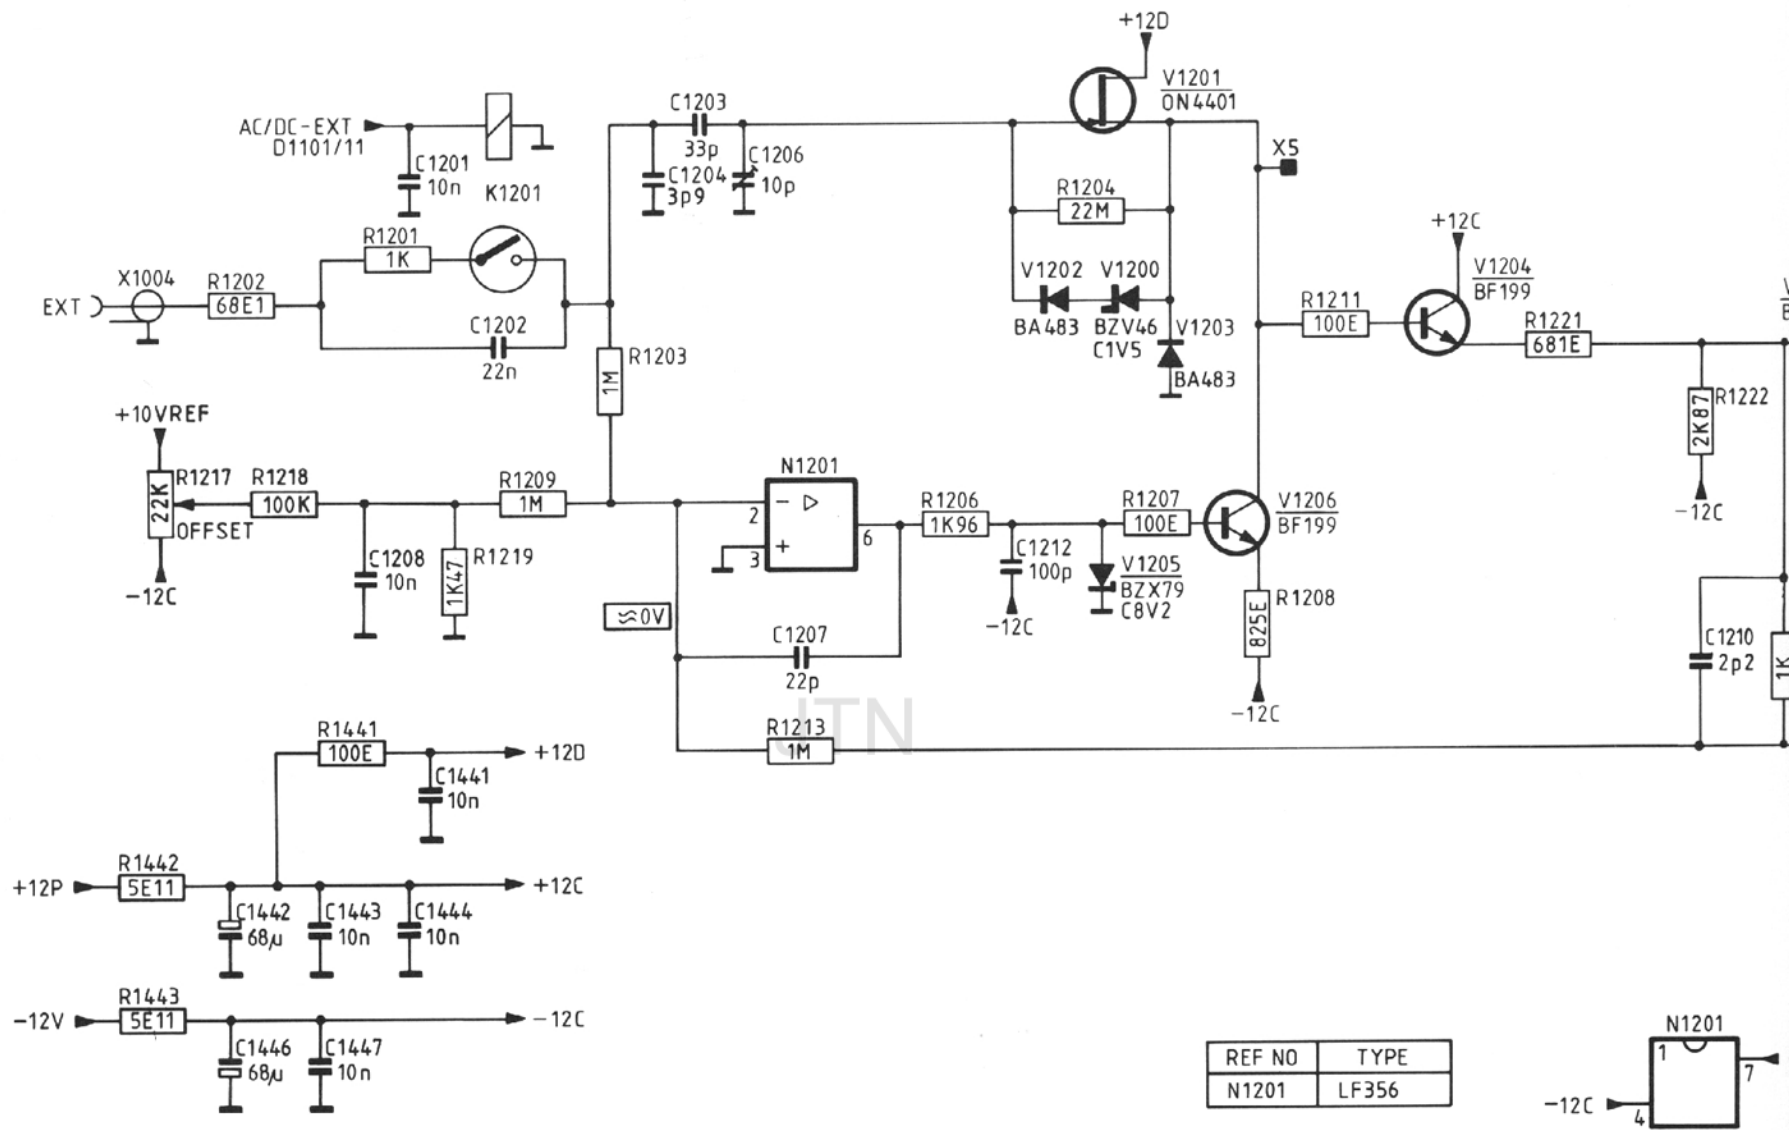 +12D
V1201
ON4401
C1203
33p
AC/DC-EXT
D1101/11
C1201
10n
K1201
C1204
3p9
C1206
10p
X5
R1204
22M
R1201
1K
+12C
V1204
BF199
X1004
EXT
R1202
68E1
C1202
22n
V1202
BA483
V1200
BZV46
C1V5
V1203
BA483
R1211
100E
R1221
681E
R1203
1M
R1222
2K87
-12C
+10VREF
R1217
22K
OFFSET
-12C
R1218
100K
R1209
1M
N1201
-
2
+
3
6
R1206
1K96
R1207
100E
V1206
BF199
C1208
10n
R1219
1K47
C1212
100p
-12C
V1205
BZX79
C8V2
R1208
825E
-12C
≈0V
C1207
22p
C1210
2p2
1K
JTN
R1213
1M
R1441
100E
+12D
C1441
10n
+12P
R1442
5E11
+12C
C1442
68µ
C1443
10n
C1444
10n
-12V
R1443
5E11
-12C
C1446
68µ
C1447
10n
REF NO TYPE
N1201 LF356
N1201
1
7
-12C
4